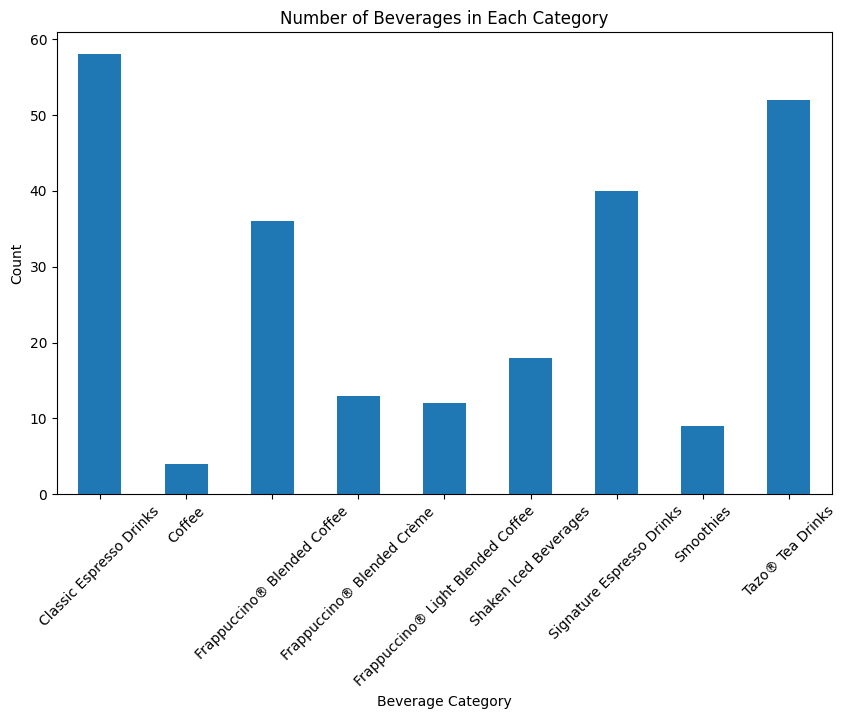 Number of Beverages in Each Category
60
50
40
30
20
10
0
Count
Classic Espresso Drinks
Coffee
Frappuccino® Blended Coffee
Frappuccino® Blended Crème
Frappuccino® Light Blended Coffee
Shaken Iced Beverages
Signature Espresso Drinks
Smoothies
Tazo® Tea Drinks
Beverage Category